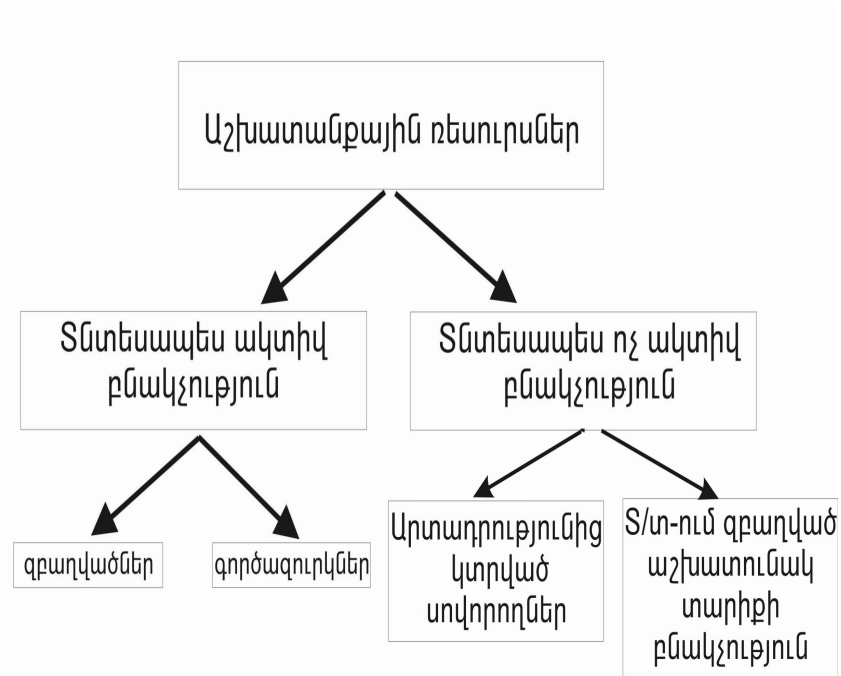 Աշխատանքային ռեսուրսներ
Տնտեսապես ակտիվ
բնակչություն
Տնտեսապես ոչ ակտիվ
բնակչություն
զբաղվածներ
գործազուրկներ
Արտադրությունից
կտրված
սովորողներ
Տ/տ-ում զբաղված
աշխատունակ
տարիքի
բնակչություն